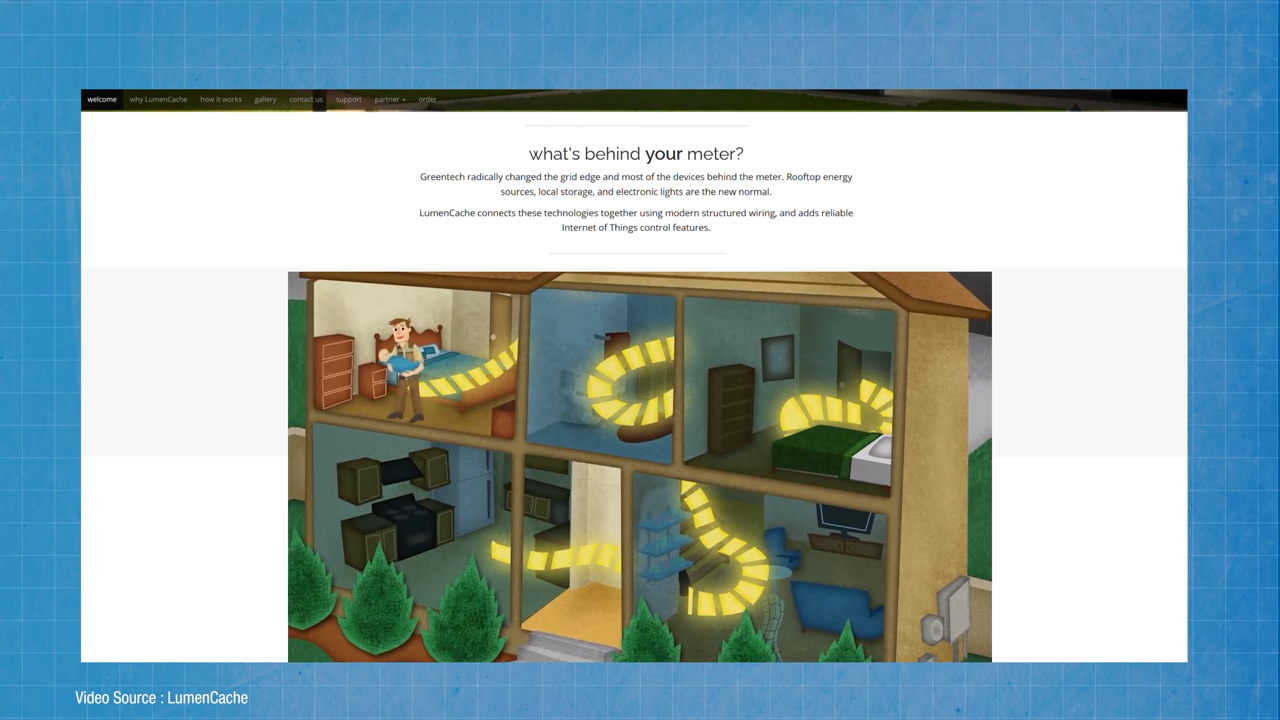 welcome why LumenCache how it works gallery contact us support partner order
what's behind your meter?
Greentech radically changed the grid edge and most of the devices behind the meter. Rooftop energy
sources, local storage, and electronic lights are the new normal.
LumenCache connects these technologies together using modern structured wiring, and adds reliable
Internet of Things control features.
Video Source : LumenCache